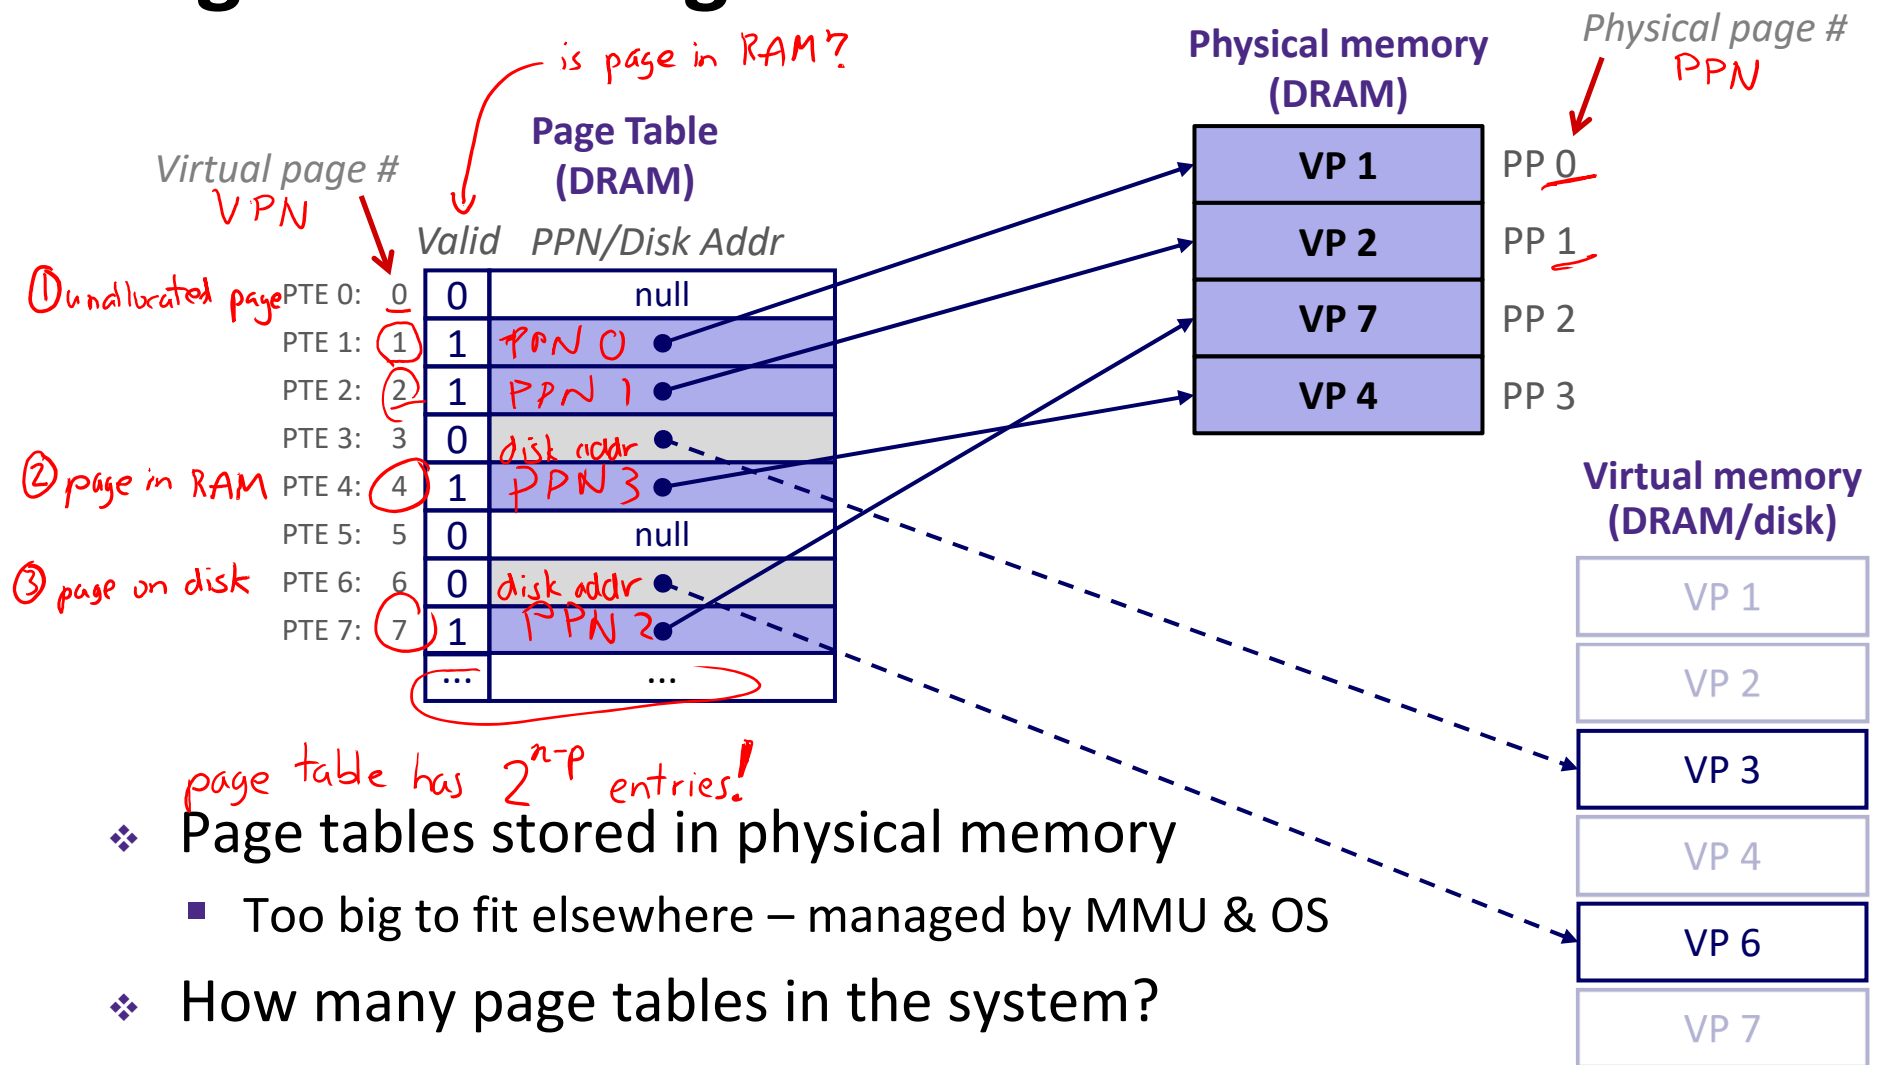 is page in RAM?
Physical page #
PPN
Physical memory
(DRAM)
Page Table
(DRAM)
Virtual page #
VPN
Valid PPN/Disk Addr
① unallocated page PTE 0: 0 0 null
PTE 1: 1 1 PPN 0
PTE 2: 2 1 PPN 1
PTE 3: 3 0 disk addr
② page in RAM PTE 4: 4 1 PPN 3
PTE 5: 5 0 null
③ page on disk PTE 6: 6 0 disk addr
PTE 7: 7 1 PPN 2
... ...
VP 1 PP 0
VP 2 PP 1
VP 7 PP 2
VP 4 PP 3
Virtual memory
(DRAM/disk)
VP 1
VP 2
VP 3
VP 4
VP 6
VP 7
page table has 2^n-p entries!
❖ Page tables stored in physical memory
▪ Too big to fit elsewhere – managed by MMU & OS
❖ How many page tables in the system?